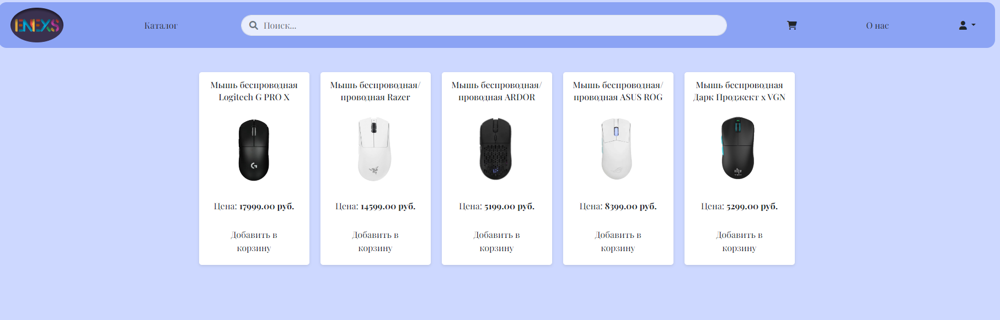 ENEXS
Каталог
Поиск...
О нас
Мышь беспроводная
Logitech G PRO X
Цена: 17999.00 руб.
Добавить в
корзину
Мышь беспроводная/
проводная Razer
Цена: 14599.00 руб.
Добавить в
корзину
Мышь беспроводная/
проводная ARDOR
Цена: 5199.00 руб.
Добавить в
корзину
Мышь беспроводная/
проводная ASUS ROG
Цена: 8399.00 руб.
Добавить в
корзину
Мышь беспроводная
Дарк Проджект x VGN
Цена: 5299.00 руб.
Добавить в
корзину